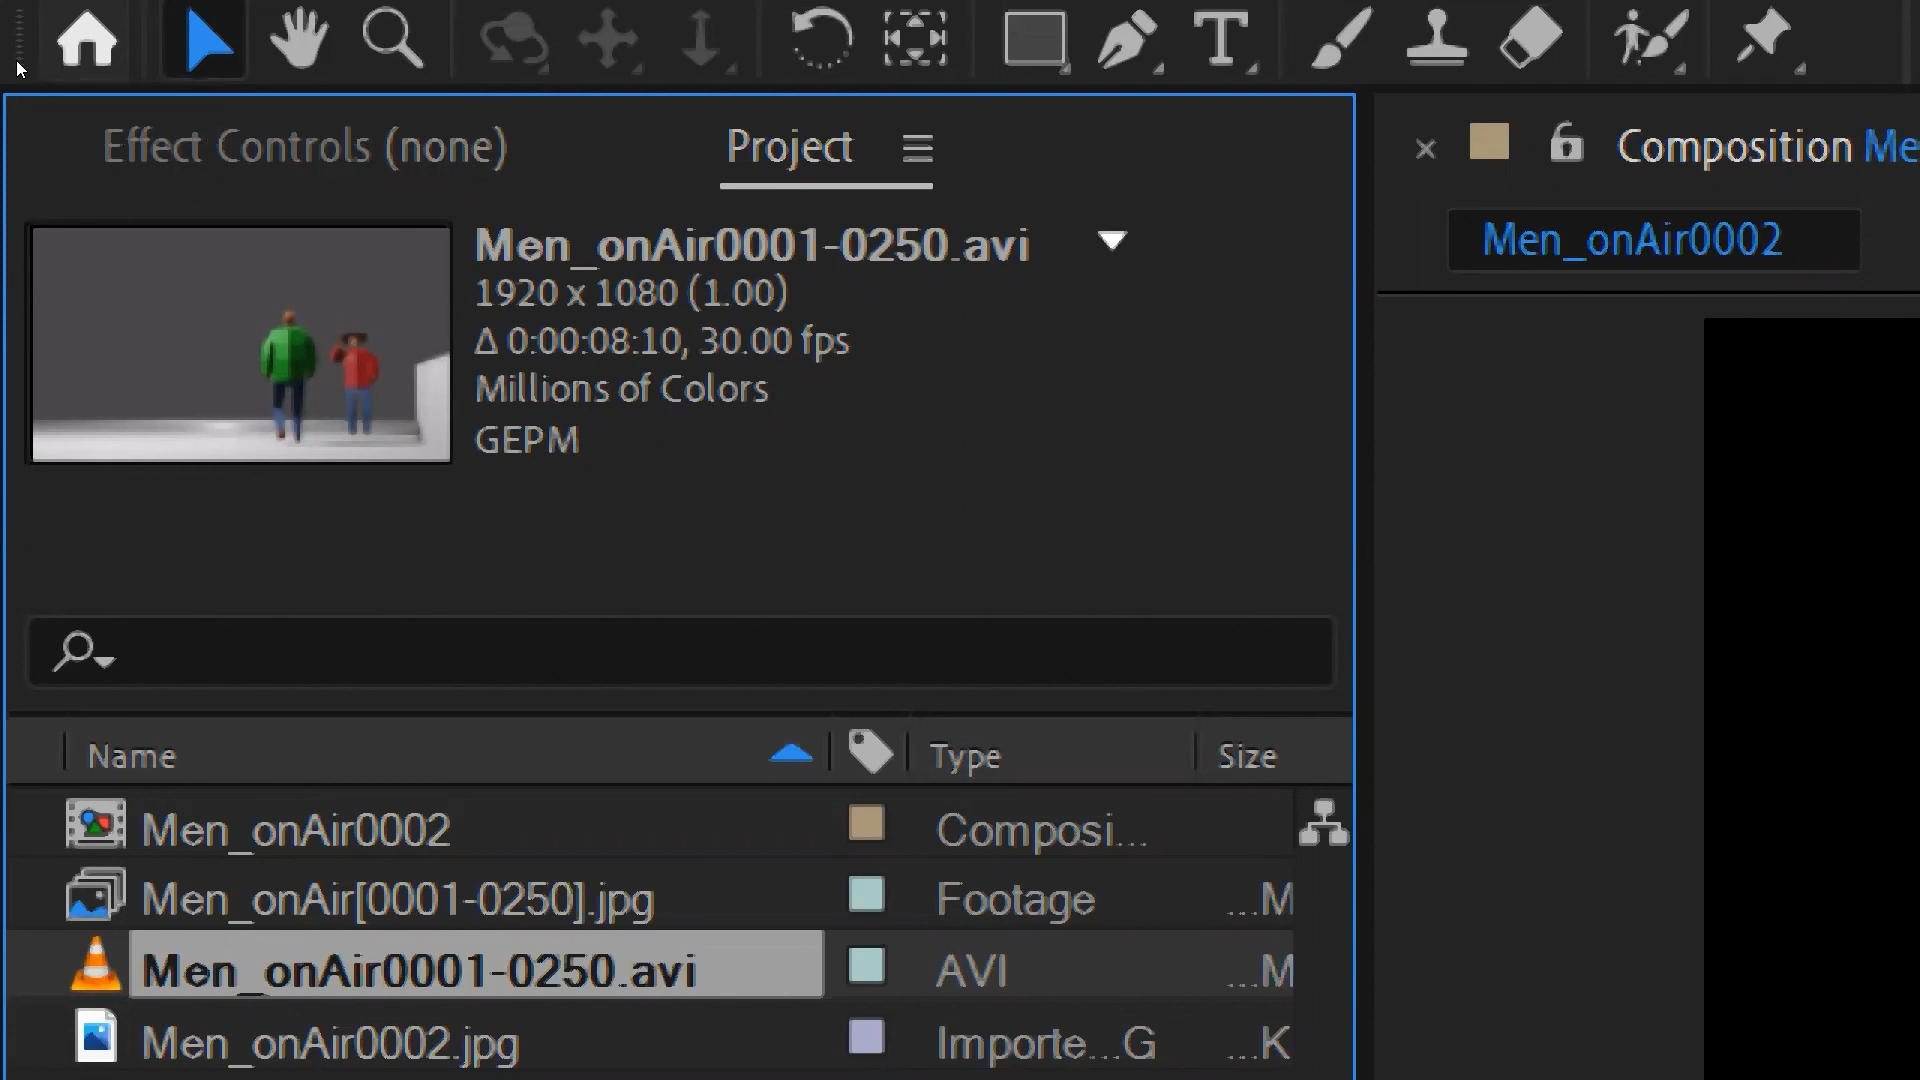 Effect Controls (none)
Project
Composition Me
Men_onAir0002
Men_onAir0001-0250.avi
1920 x 1080 (1.00)
Δ 0:00:08:10, 30.00 fps
Millions of Colors
GEPM
Name
Type
Size
Men_onAir0002
Composi...
Men_onAir[0001-0250].jpg
Footage
...M
Men_onAir0001-0250.avi
AVI
...M
Men_onAir0002.jpg
Importe...G
...K